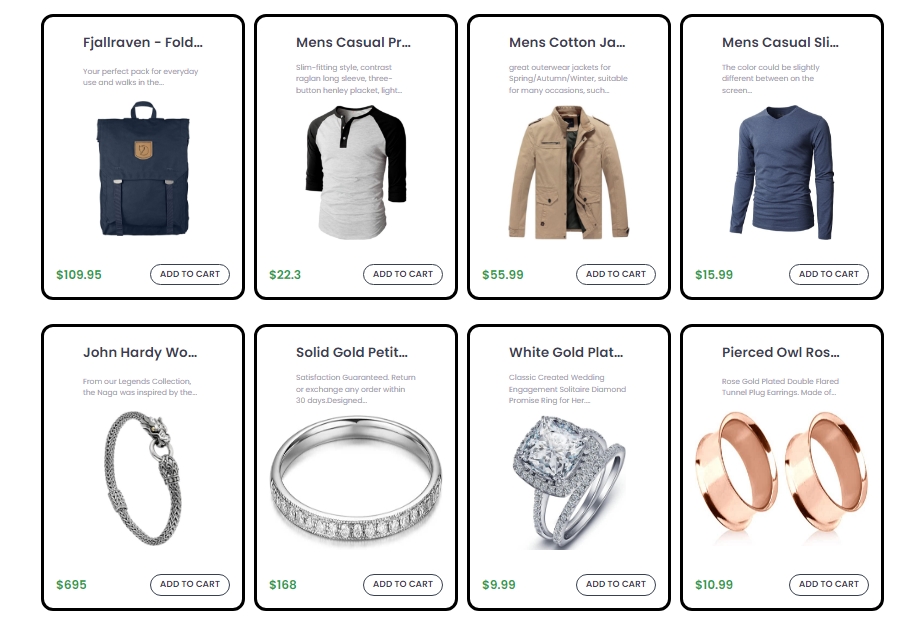 Fjallraven - Fold...
Your perfect pack for everyday
use and walks in the...
$109.95
ADD TO CART
Mens Casual Pr...
Slim-fitting style, contrast
raglan long sleeve, three-
button henley placket, light...
$22.3
ADD TO CART
Mens Cotton Ja...
great outerwear jackets for
Spring/Autumn/Winter, suitable
for many occasions, such...
$55.99
ADD TO CART
Mens Casual Sli...
The color could be slightly
different between on the
screen...
$15.99
ADD TO CART
John Hardy Wo...
From our Legends Collection,
the Naga was inspired by the...
$695
ADD TO CART
Solid Gold Petit...
Satisfaction Guaranteed. Return
or exchange any order within
30 days.Designed...
$168
ADD TO CART
White Gold Plat...
Classic Created Wedding
Engagement Solitaire Diamond
Promise Ring for Her....
$9.99
ADD TO CART
Pierced Owl Ros...
Rose Gold Plated Double Flared
Tunnel Plug Earrings. Made of...
$10.99
ADD TO CART